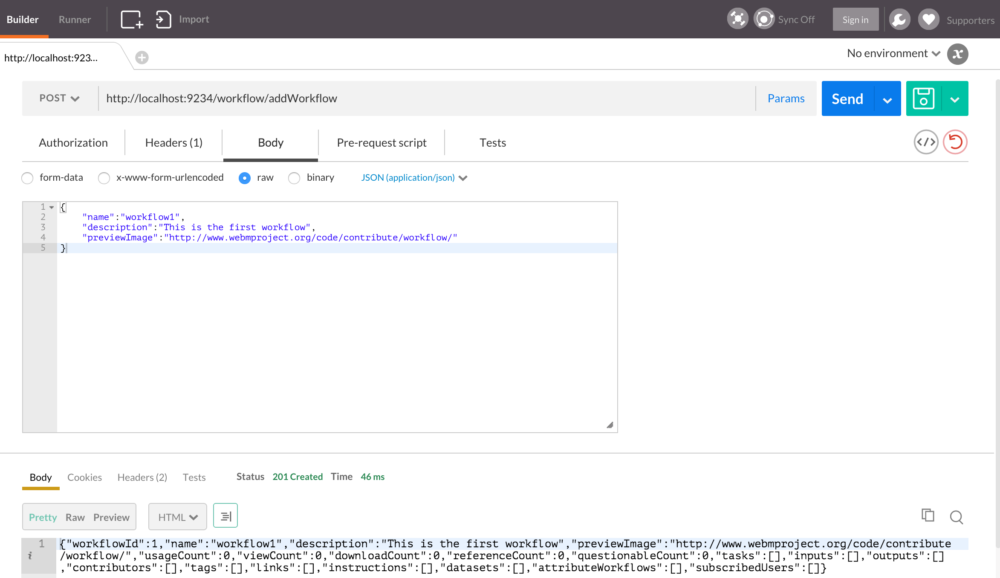 Builder Runner Import Sync Off Sign in Supporters
http://localhost:923... No environment
POST http://localhost:9234/workflow/addWorkflow Params Send
Authorization Headers (1) Body Pre-request script Tests
form-data x-www-form-urlencoded raw binary JSON (application/json)
1 {
2 "name":"workflow1",
3 "description":"This is the first workflow",
4 "previewImage":"http://www.webmproject.org/code/contribute/workflow/"
5 }
Body Cookies Headers (2) Tests Status 201 Created Time 46 ms
Pretty Raw Preview HTML
1 {"workflowId":1,"name":"workflow1","description":"This is the first workflow","previewImage":"http://www.webmproject.org/code/contribute
/workflow/","usageCount":0,"viewCount":0,"downloadCount":0,"referenceCount":0,"questionableCount":0,"tasks":[],"inputs":[],"outputs":[]
,"contributors":[],"tags":[],"links":[],"instructions":[],"datasets":[],"attributeWorkflows":[],"subscribedUsers":[]}